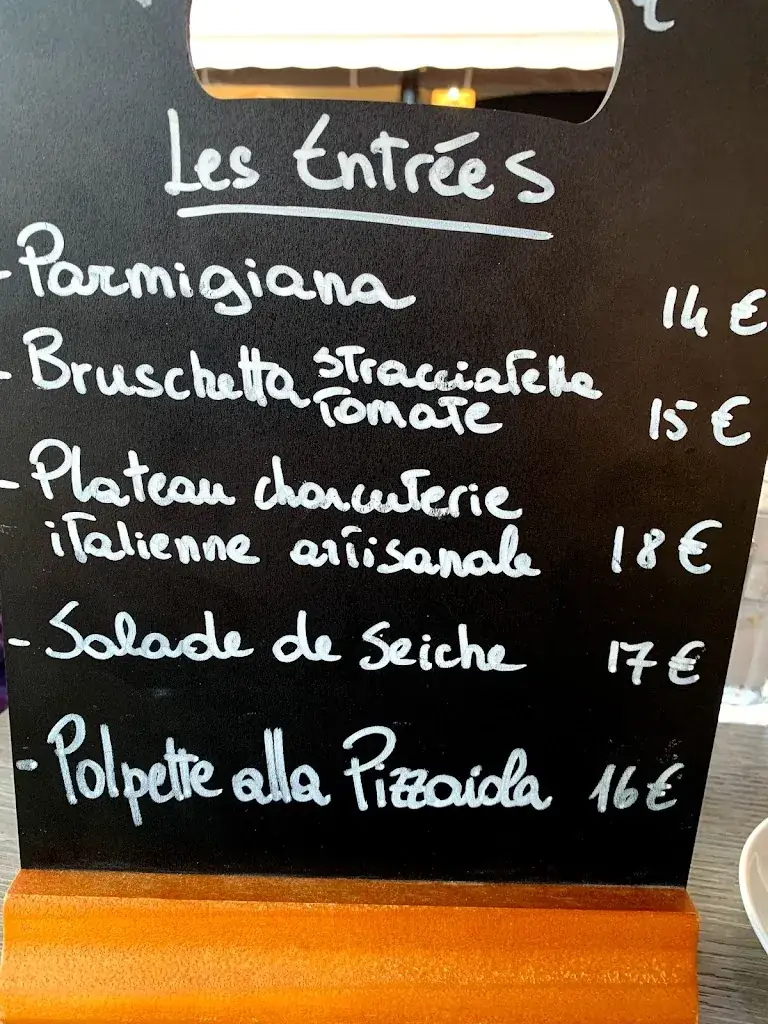 Les Entrées
- Parmigiana 14 €
- Bruschetta stracciatella
tomate 15 €
- Plateau charcuterie
italienne artisanale 18 €
- Salade de Seiche 17 €
- Polpette alla Pizzaiola 16 €